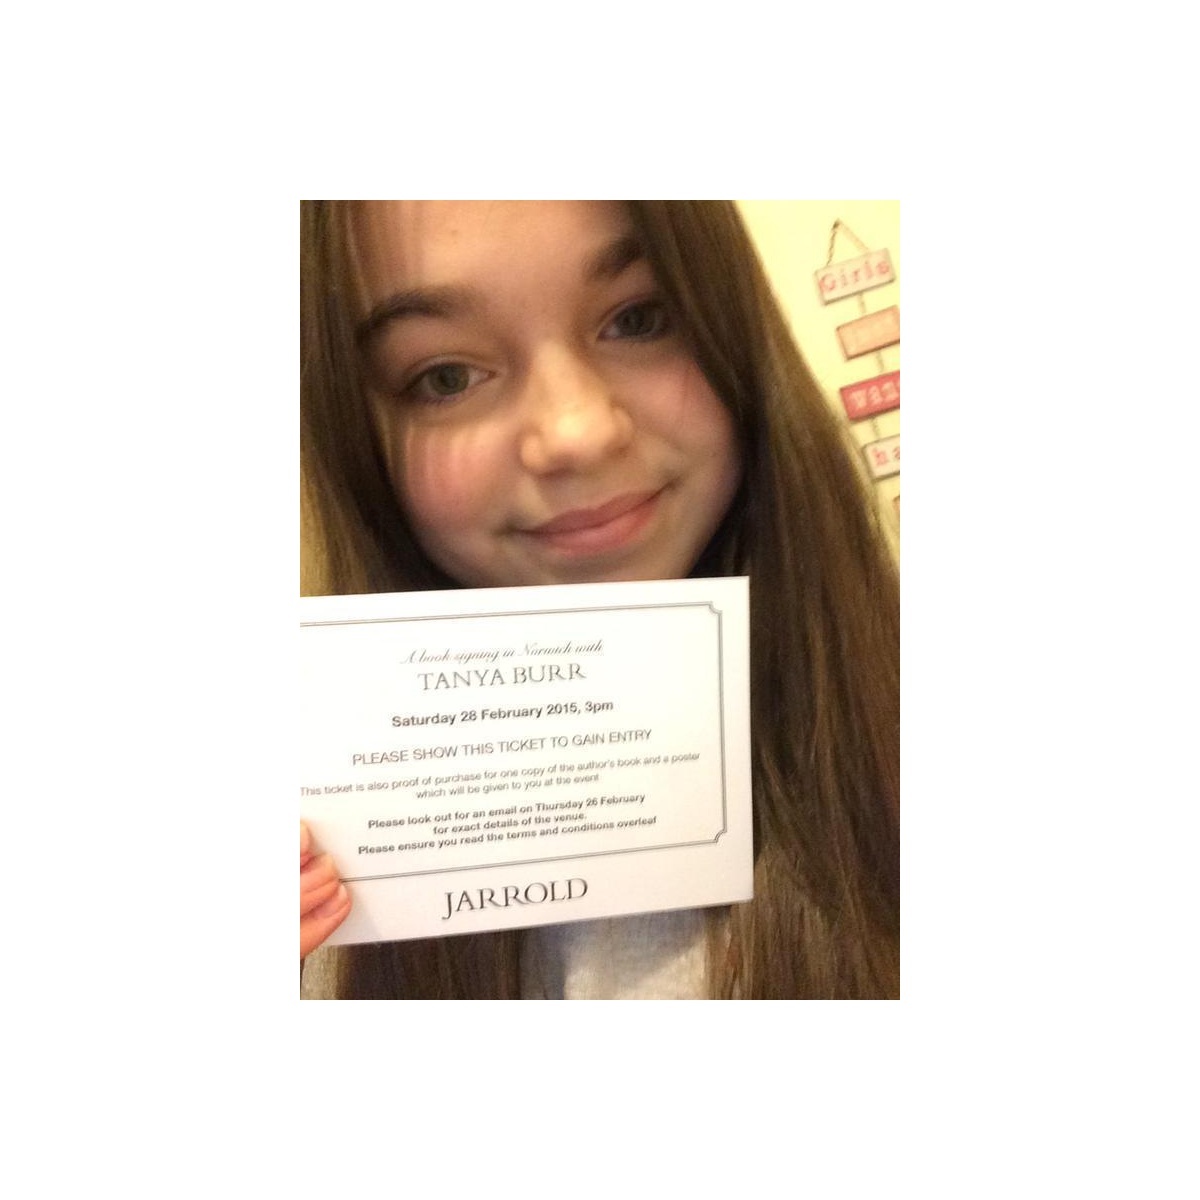 Girls
just
wan
ha
A book signing in Norwich with
TANYA BURR
Saturday 28 February 2015, 3pm
PLEASE SHOW THIS TICKET TO GAIN ENTRY
This ticket is also proof of purchase for one copy of the author's book and a poster
which will be given to you at the event
Please look out for an email on Thursday 26 February
for exact details of the venue.
Please ensure you read the terms and conditions overleaf
JARROLD